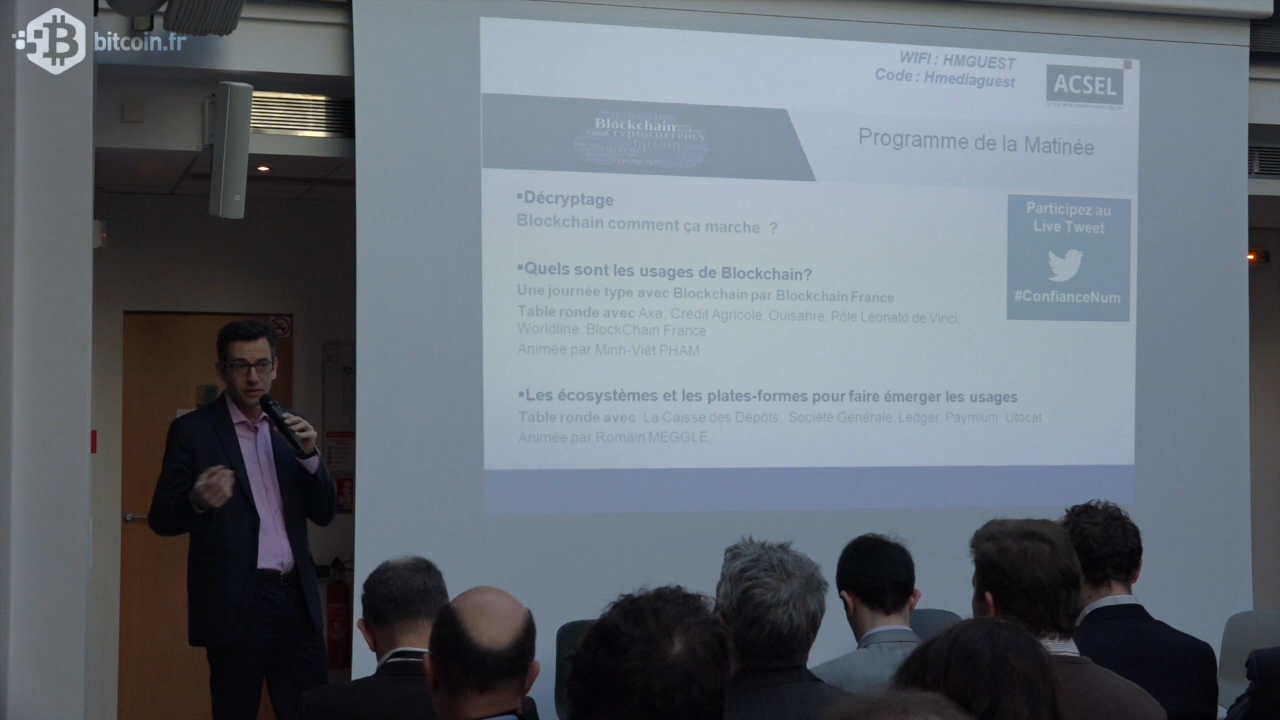 bitcoin.fr
WIFI : HMGUEST
Code : Hmediaguest
ACSEL
Blockchain
Cryptocurrency
bitcoin
Programme de la Matinée
▪Décryptage
Blockchain comment ça marche ?
▪Quels sont les usages de Blockchain?
Une journée type avec Blockchain par Blockchain France
Table ronde avec Axa, Crédit Agricole, Ouisahre, Pôle Léonald de Vinci,
Worldline, BlockChain France
Animée par Minh-Việt PHAM
▪Les écosystèmes et les plates-formes pour faire émerger les usages
Table ronde avec La Caisse des Dépôts, Société Générale, Ledger Paymium, Utocat
Animée par Romain MEGGLE,
Participez au
Live Tweet
#ConfianceNum